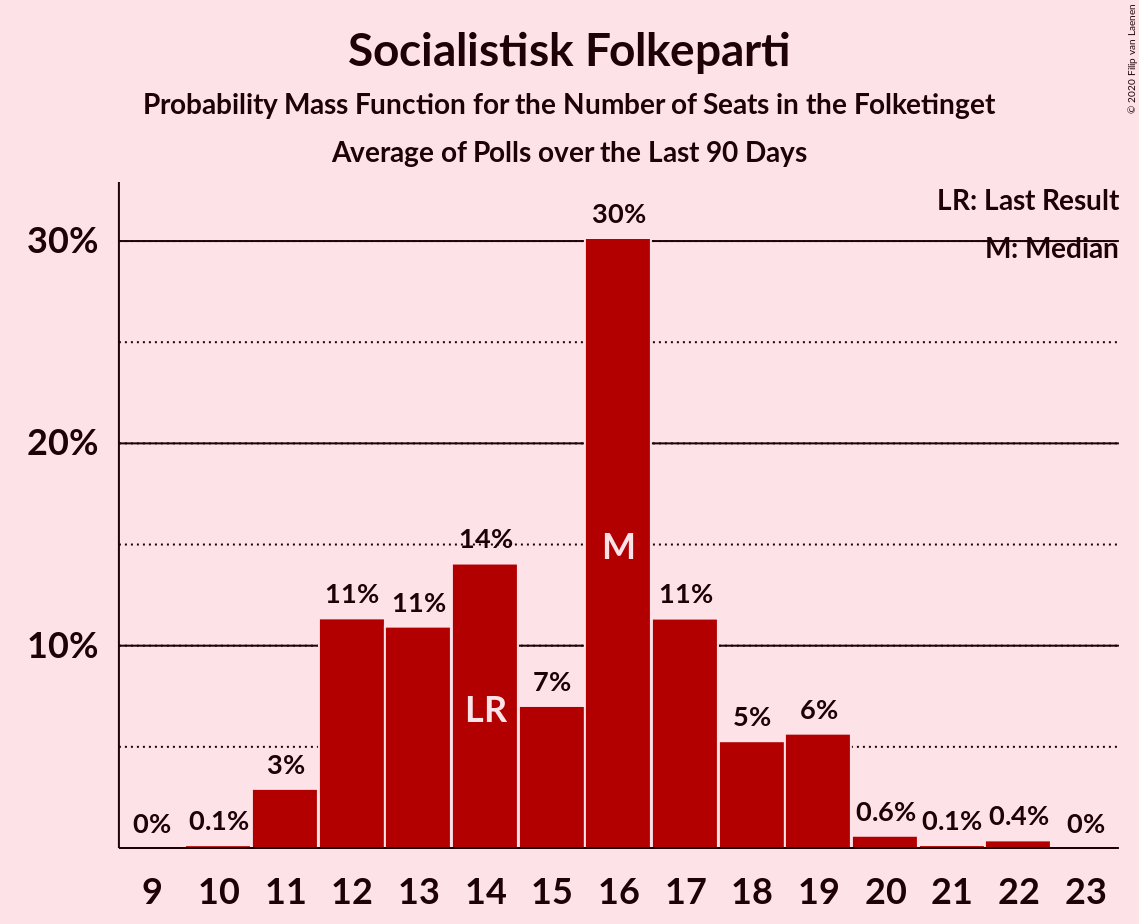 Socialistisk Folkeparti
Probability Mass Function for the Number of Seats in the Folketinget
Average of Polls over the Last 90 Days
© 2020 Filip van Laenen
LR: Last Result
M: Median
30%
20%
10%
0%
0.1%
3%
11%
11%
14%
7%
30%
11%
5%
6%
0.6%
0.1%
0.4%
0%
LR
M
9 10 11 12 13 14 15 16 17 18 19 20 21 22 23